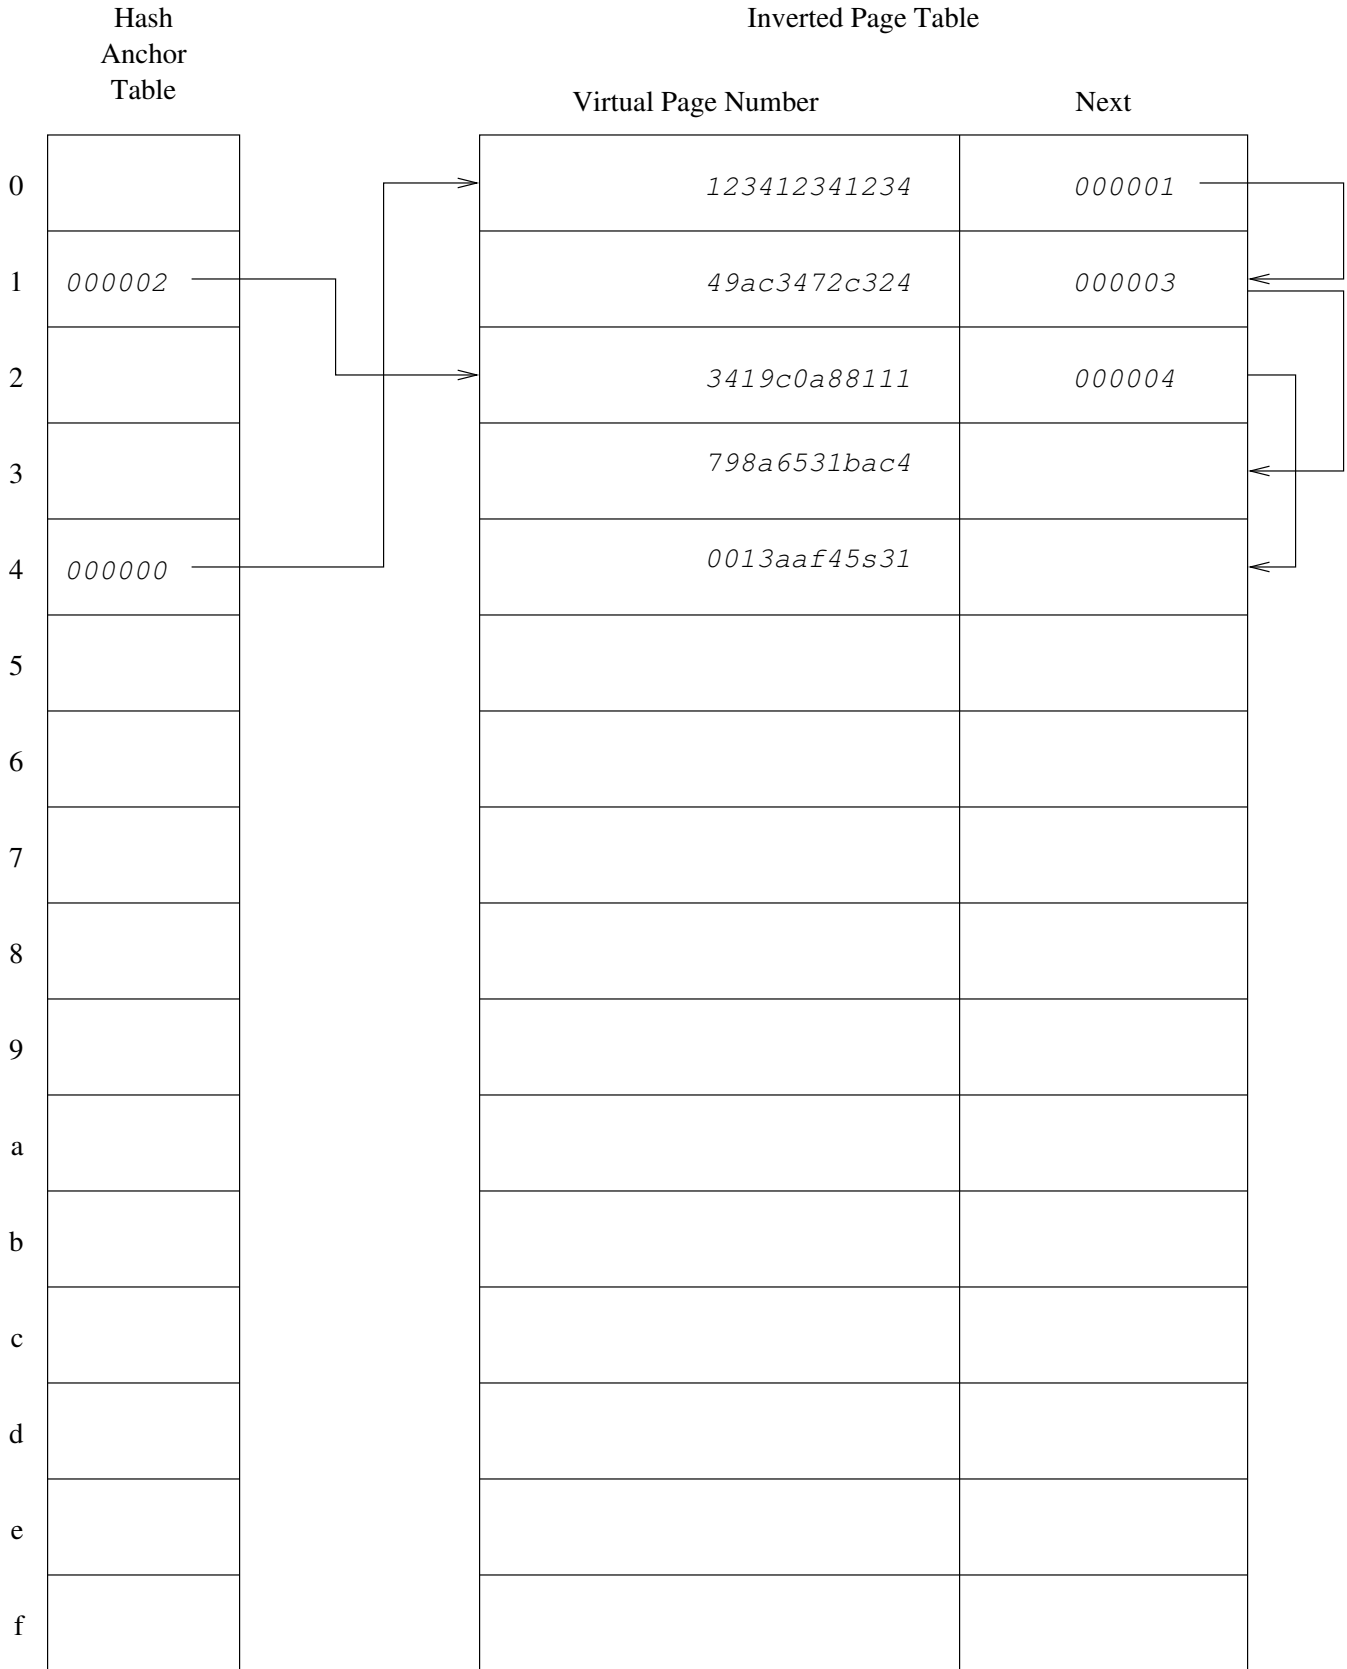 Hash
Anchor
Table
Inverted Page Table
Virtual Page Number
Next
0 123412341234 000001
1 000002 49ac3472c324 000003
2 3419c0a88111 000004
3 798a6531bac4
4 000000 0013aaf45s31
5
6
7
8
9
a
b
c
d
e
f